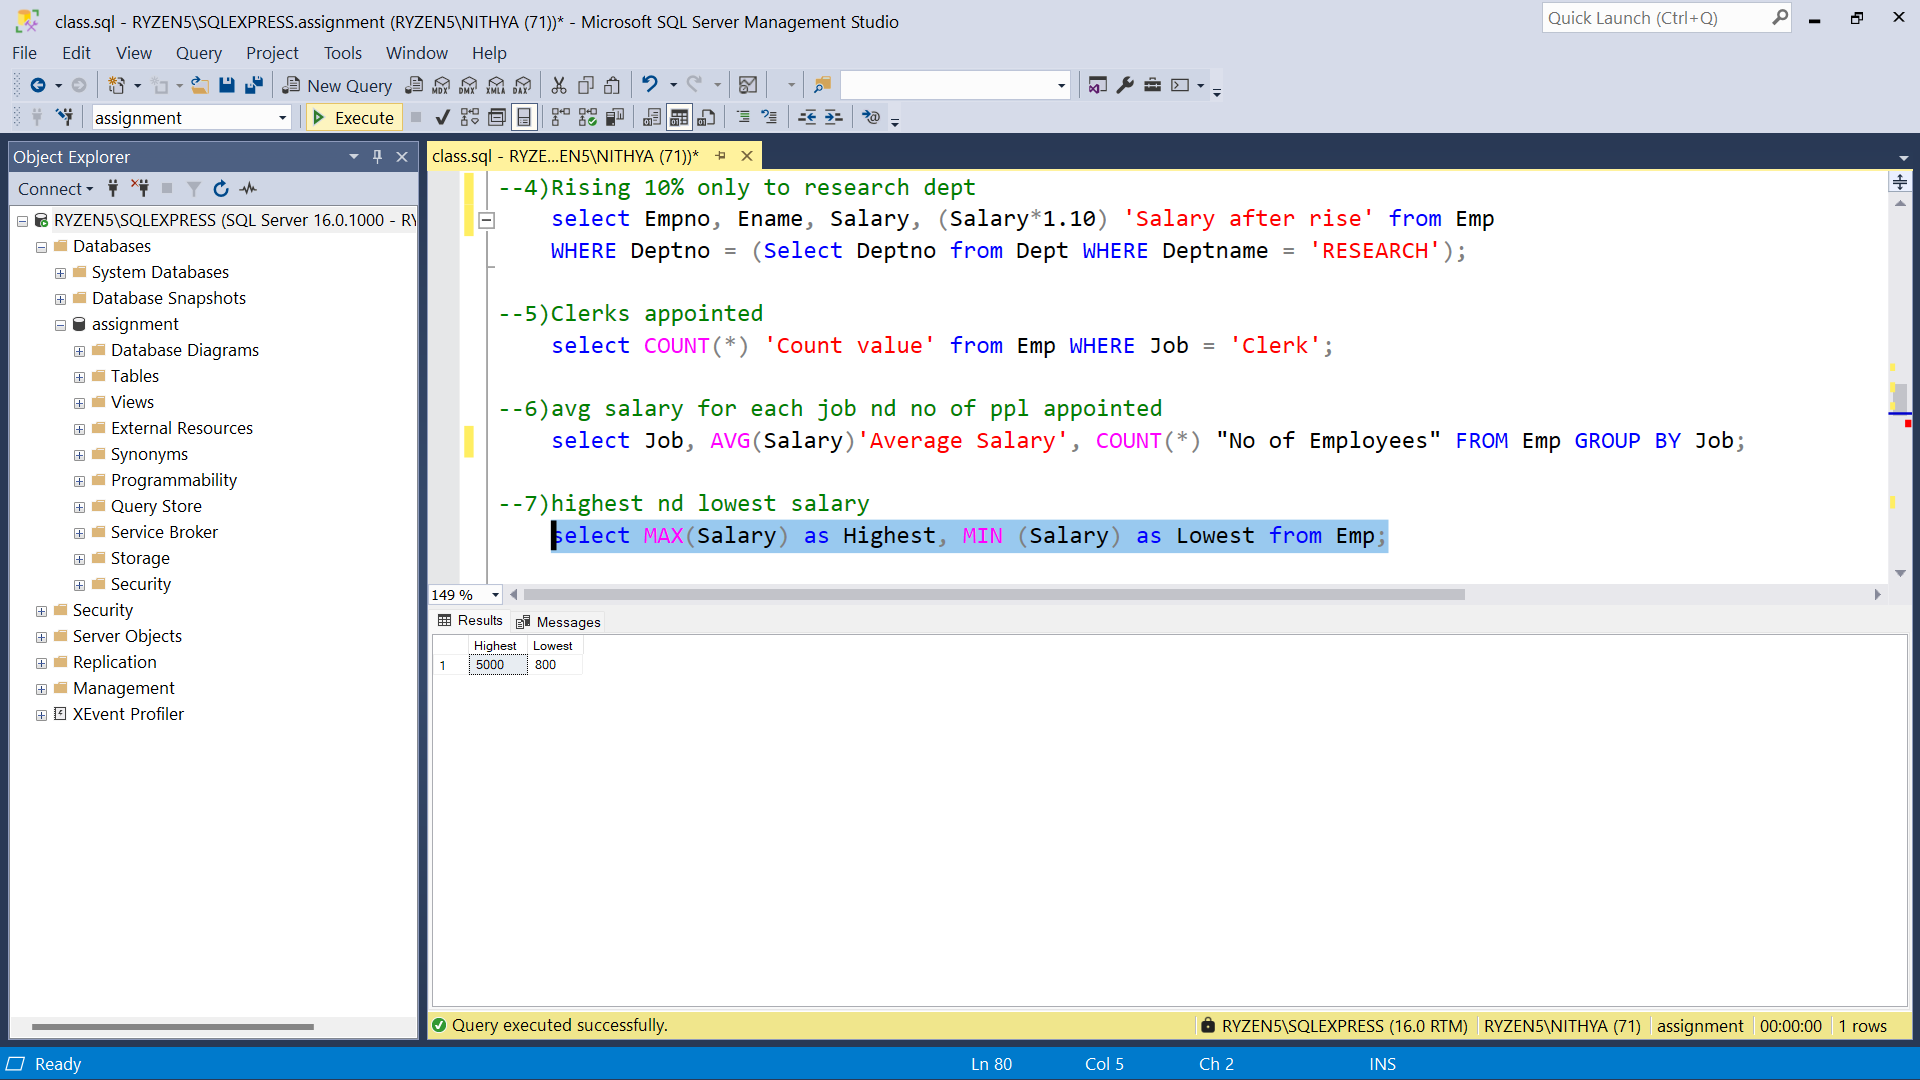 class.sql - RYZEN5\SQLEXPRESS.assignment (RYZEN5\NITHYA (71))* - Microsoft SQL Server Management Studio
Quick Launch (Ctrl+Q)
File Edit View Query Project Tools Window Help
New Query MDX DMX XMLA DAX
assignment Execute
Object Explorer
class.sql - RYZE...EN5\NITHYA (71))*
Connect
RYZEN5\SQLEXPRESS (SQL Server 16.0.1000 - RY
Databases
System Databases
Database Snapshots
assignment
Database Diagrams
Tables
Views
External Resources
Synonyms
Programmability
Query Store
Service Broker
Storage
Security
Security
Server Objects
Replication
Management
XEvent Profiler
--4)Rising 10% only to research dept
select Empno, Ename, Salary, (Salary*1.10) 'Salary after rise' from Emp
WHERE Deptno = (Select Deptno from Dept WHERE Deptname = 'RESEARCH');
--5)Clerks appointed
select COUNT(*) 'Count value' from Emp WHERE Job = 'Clerk';
--6)avg salary for each job nd no of ppl appointed
select Job, AVG(Salary)'Average Salary', COUNT(*) "No of Employees" FROM Emp GROUP BY Job;
--7)highest nd lowest salary
select MAX(Salary) as Highest, MIN (Salary) as Lowest from Emp;
149 %
Results Messages
Highest Lowest
1 5000 800
Query executed successfully.
RYZEN5\SQLEXPRESS (16.0 RTM) RYZEN5\NITHYA (71) assignment 00:00:00 1 rows
Ready Ln 80 Col 5 Ch 2 INS